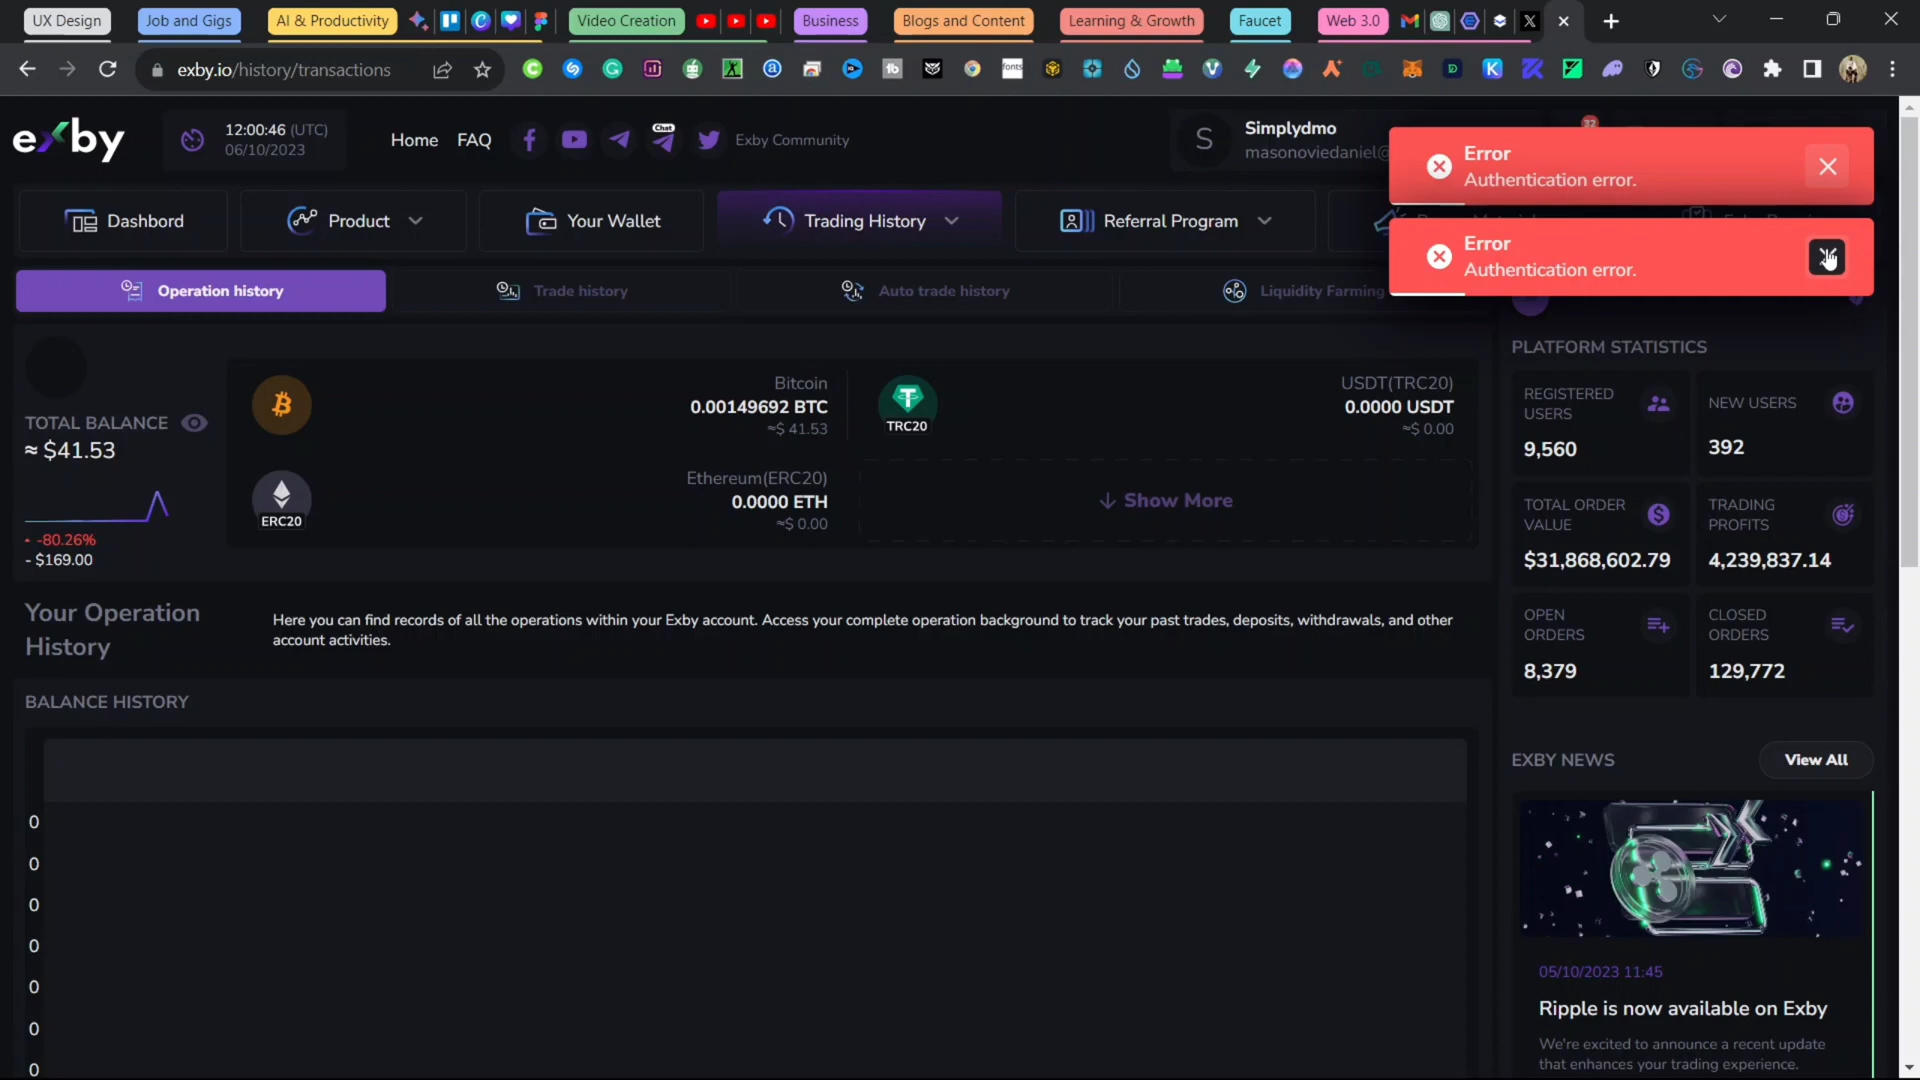 UX Design
Job and Gigs
AI & Productivity
Video Creation
Business
Blogs and Content
Learning & Growth
Faucet
Web 3.0
exby.io/history/transactions
fonts
exby
12:00:46 (UTC)
06/10/2023
Home
FAQ
Chat
Exby Community
S
Simplydmo
masonoviedaniel@
32
Error
Authentication error.
Dashbord
Product
Your Wallet
Trading History
Referral Program
Error
Authentication error.
Operation history
Trade history
Auto trade history
Liquidity Farming
PLATFORM STATISTICS
TOTAL BALANCE
≈ $41.53
-80.26%
- $169.00
Bitcoin
0.00149692 BTC
≈$ 41.53
TRC20
USDT(TRC20)
0.0000 USDT
≈$ 0.00
ERC20
Ethereum(ERC20)
0.0000 ETH
≈$ 0.00
Show More
REGISTERED
USERS
9,560
NEW USERS
392
TOTAL ORDER
VALUE
$31,868,602.79
TRADING
PROFITS
4,239,837.14
OPEN
ORDERS
8,379
CLOSED
ORDERS
129,772
Your Operation
History
Here you can find records of all the operations within your Exby account. Access your complete operation background to track your past trades, deposits, withdrawals, and other
account activities.
BALANCE HISTORY
0
0
0
0
0
0
0
EXBY NEWS
View All
05/10/2023 11:45
Ripple is now available on Exby
We're excited to announce a recent update
that enhances your trading experience.